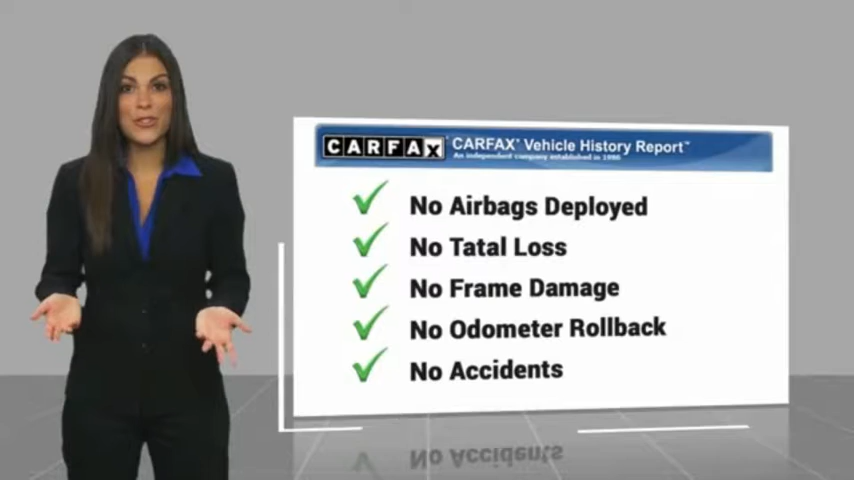 CARFAX CARFAX® Vehicle History Report™
An independent company established in 1986
No Airbags Deployed
No Tatal Loss
No Frame Damage
No Odometer Rollback
No Accidents
No Accidents